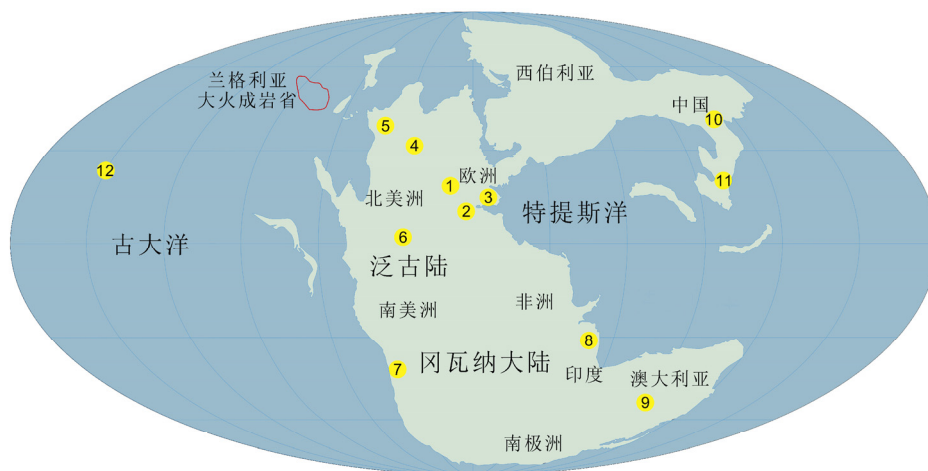 兰格利亚
大火成岩省
西伯利亚
中国
10
5
4
12
1
欧洲
11
北美洲
3
2
特提斯洋
古大洋
6
泛古陆
南美洲
非洲
8
7
冈瓦纳大陆
印度
澳大利亚
9
南极洲